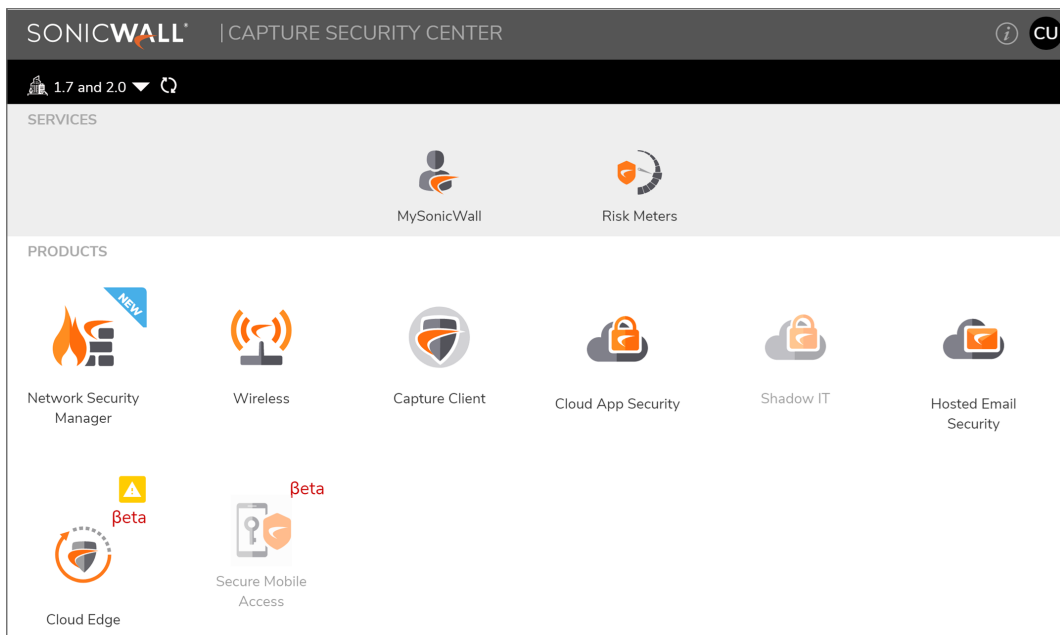 SONICWALL® | CAPTURE SECURITY CENTER
i
CU
1.7 and 2.0
SERVICES
MySonicWall
Risk Meters
PRODUCTS
NEW
Network Security
Manager
Wireless
Capture Client
Cloud App Security
Shadow IT
Hosted Email
Security
βeta
Cloud Edge
βeta
Secure Mobile
Access